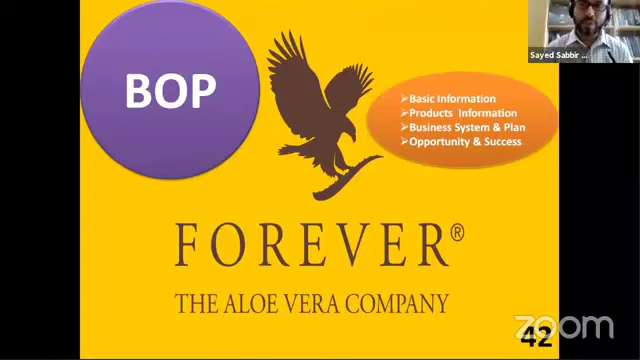 BOP
➢Basic Information
➢Products Information
➢Business System & Plan
➢Opportunity & Success
Sayed Sabbir ...
FOREVER®
THE ALOE VERA COMPANY
42
zoom